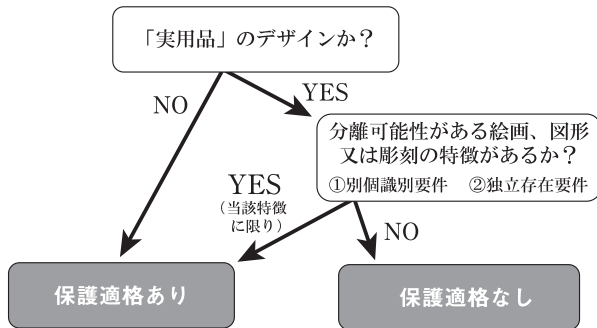 「実用品」のデザインか？
NO
YES
分離可能性がある絵画、図形
又は彫刻の特徴があるか？
①別個識別要件　②独立存在要件
YES
（当該特徴
に限り）
NO
保護適格あり
保護適格なし